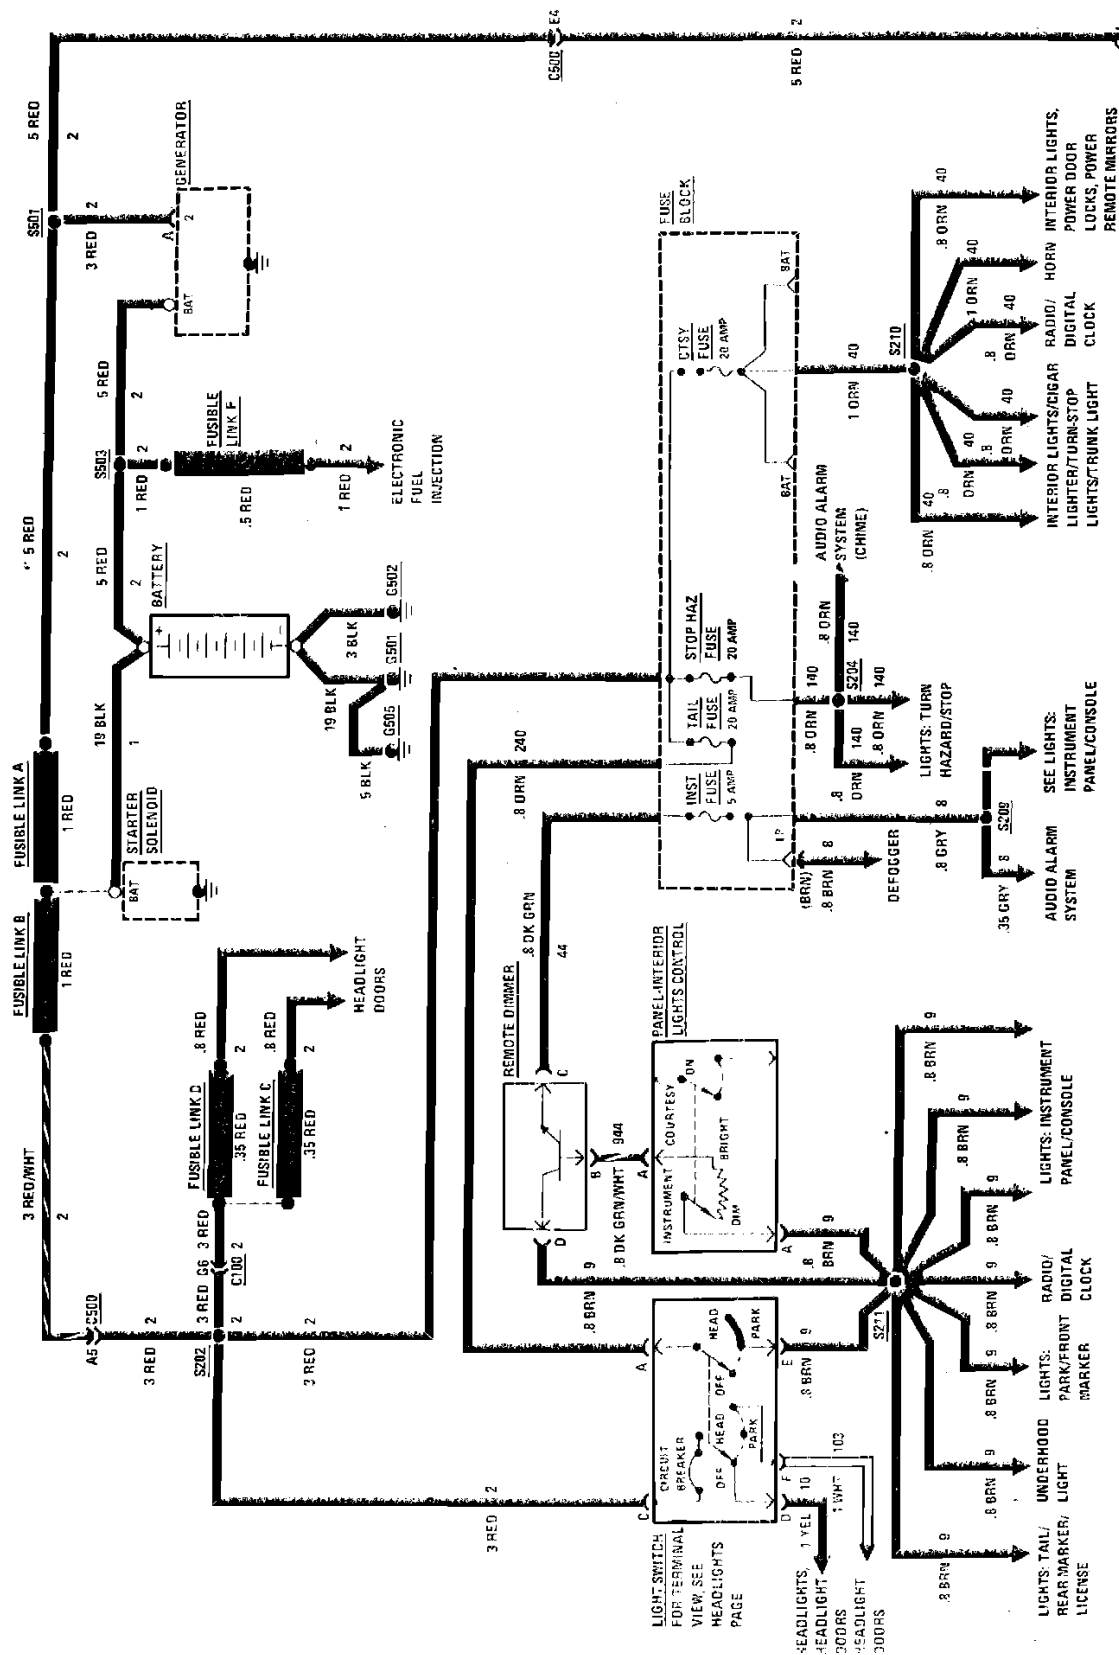 3 RED/WHT
2
FUSIBLE LINK B
1 RED
FUSIBLE LINK A
1 RED
5 RED
2
S501
5 RED
2
C500
E4
5 RED
2
3 RED
2
GENERATOR
A
2
BAT
A5
C500
3 RED
2
S202
3 RED
2
3 RED
G6
C100
3 RED
2
FUSIBLE LINK D
.35 RED
.8 RED
2
FUSIBLE LINK C
.35 RED
.8 RED
2
HEADLIGHT
DOORS
STARTER
SOLENOID
BAT
19 BLK
1
BATTERY
+
-
5 RED
2
S503
5 RED
2
1 RED
2
FUSIBLE
LINK F
.5 RED
1 RED
2
ELECTRONIC
FUEL
INJECTION
9 BLK
G505
19 BLK
G501
3 BLK
G502
3 RED
2
REMOTE DIMMER
C
.8 DK GRN
44
.8 ORN
240
D
B
.8 DK GRN/WHT
944
A
.8 BRN
9
PANEL-INTERIOR
LIGHTS CONTROL
INSTRUMENT
COURTESY
ON
DIM
BRIGHT
A
.8
BRN
9
LIGHT SWITCH
FOR TERMINAL
VIEW, SEE
HEADLIGHTS
PAGE
C
A
CIRCUIT
BREAKER
OFF
HEAD
PARK
OFF
HEAD
PARK
D
F
E
1 YEL
10
1 WHT
103
.8 BRN
9
HEADLIGHTS,
HEADLIGHT
DOORS
HEADLIGHT
DOORS
FUSE
BLOCK
INST
FUSE
5 AMP
TAIL
FUSE
20 AMP
STOP HAZ
FUSE
20 AMP
CTSY
FUSE
20 AMP
BAT
BAT
(BRN)
.8 BRN
8
DEFOGGER
.8 GRY
8
S209
.35 GRY
8
AUDIO ALARM
SYSTEM
SEE LIGHTS:
INSTRUMENT
PANEL/CONSOLE
.8 ORN
140
S204
.8 ORN
140
AUDIO ALARM
SYSTEM
(CHIME)
.8
ORN
140
.8 ORN
140
LIGHTS: TURN
HAZARD/STOP
1 ORN
40
S210
.8 ORN
40
.8
ORN
40
.8
ORN
40
.8
ORN
40
1 ORN
40
.8 ORN
40
INTERIOR LIGHTS/CIGAR
LIGHTER/TURN-STOP
LIGHTS/TRUNK LIGHT
RADIO/
DIGITAL
CLOCK
HORN
INTERIOR LIGHTS,
POWER DOOR
LOCKS, POWER
REMOTE MIRRORS
S211
.8 BRN
9
.8 BRN
9
.8 BRN
9
.8 BRN
9
.8 BRN
9
.8 BRN
9
.8 BRN
9
LIGHTS: TAIL/
REAR MARKER/
LICENSE
UNDERHOOD
LIGHT
LIGHTS:
PARK/FRONT
MARKER
RADIO/
DIGITAL
CLOCK
LIGHTS: INSTRUMENT
PANEL/CONSOLE